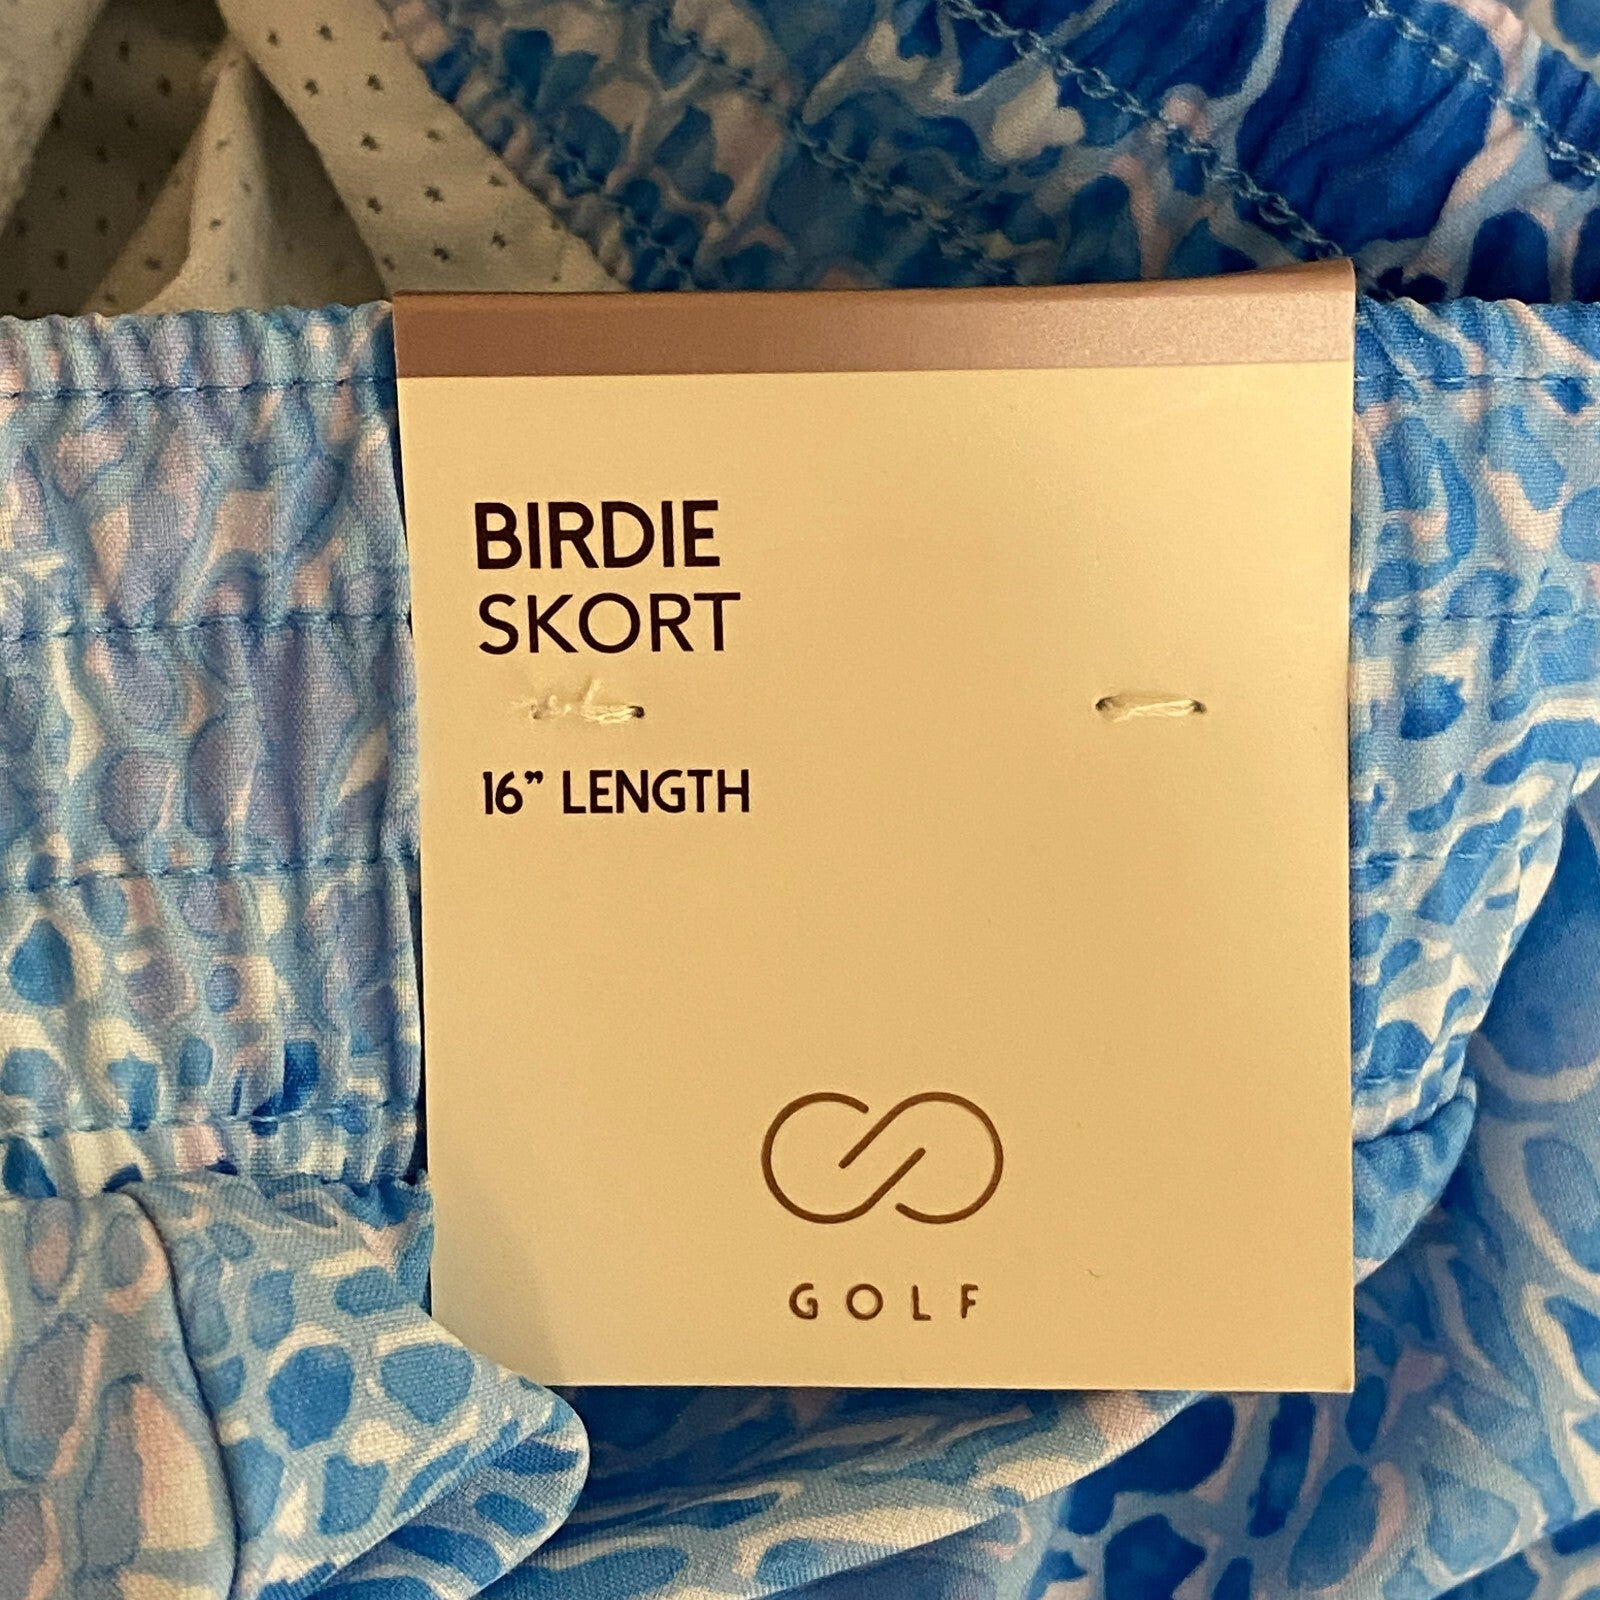 BIRDIE
SKORT
16” LENGTH
GOLF